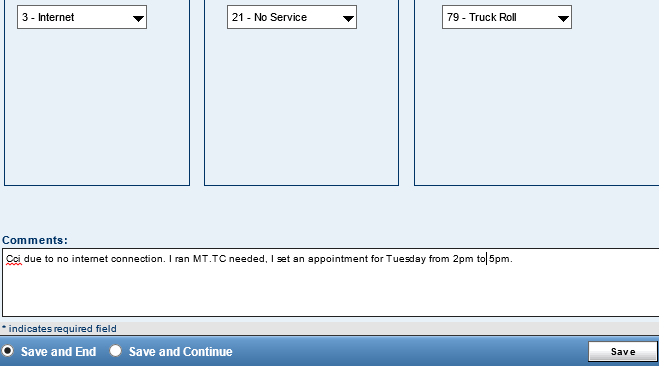 3 - Internet 21 - No Service 79 - Truck Roll
Comments:
Cci due to no internet connection. I ran MT.TC needed, I set an appointment for Tuesday from 2pm to 5pm.
* indicates required field
Save and End Save and Continue Save